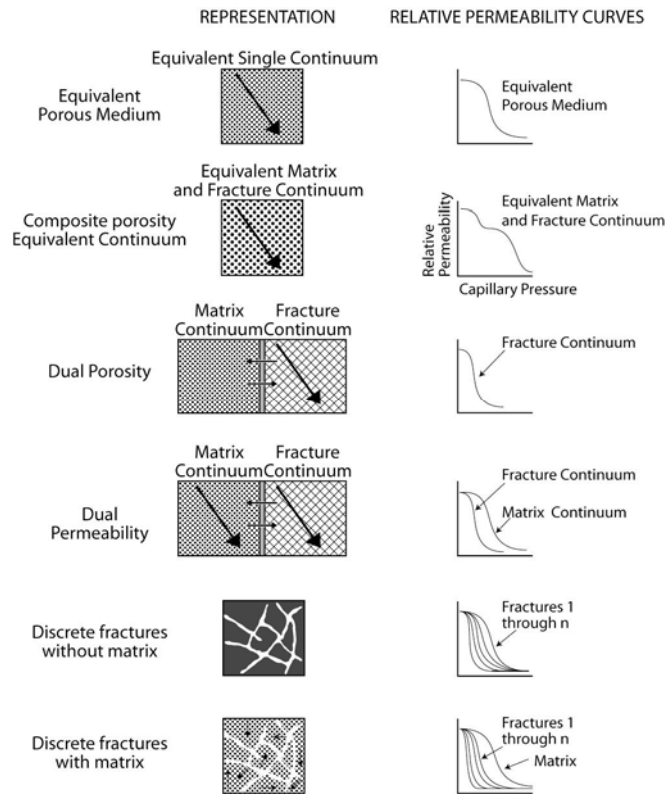 REPRESENTATION
RELATIVE PERMEABILITY CURVES
Equivalent Single Continuum
Equivalent
Porous Medium
Equivalent
Porous Medium
Equivalent Matrix
and Fracture Continuum
Composite porosity
Equivalent Continuum
Equivalent Matrix
and Fracture Continuum
Relative
Permeability
Capillary Pressure
Matrix
Continuum
Fracture
Continuum
Dual Porosity
Fracture Continuum
Matrix
Continuum
Fracture
Continuum
Dual
Permeability
Fracture Continuum
Matrix Continuum
Discrete fractures
without matrix
Fractures 1
through n
Discrete fractures
with matrix
Fractures 1
through n
Matrix